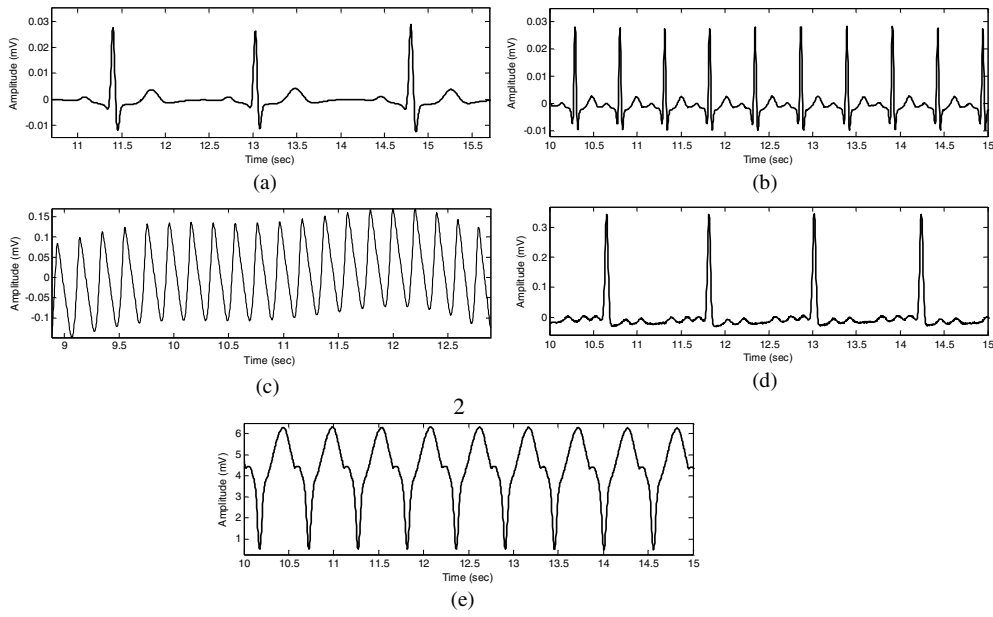 0.03
0.02
0.01
0
-0.01
Amplitude (mV)
11 11.5 12 12.5 13 13.5 14 14.5 15 15.5
Time (sec)
(a)
0.03
0.02
0.01
0
-0.01
Amplitude (mV)
10 10.5 11 11.5 12 12.5 13 13.5 14 14.5 15
Time (sec)
(b)
0.15
0.1
0.05
0
-0.05
-0.1
Amplitude (mV)
9 9.5 10 10.5 11 11.5 12 12.5
Time (sec)
(c)
0.3
0.2
0.1
0
Amplitude (mV)
10 10.5 11 11.5 12 12.5 13 13.5 14 14.5 15
Time (sec)
(d)
2
6
5
4
3
2
1
Amplitude (mV)
10 10.5 11 11.5 12 12.5 13 13.5 14 14.5 15
Time (sec)
(e)